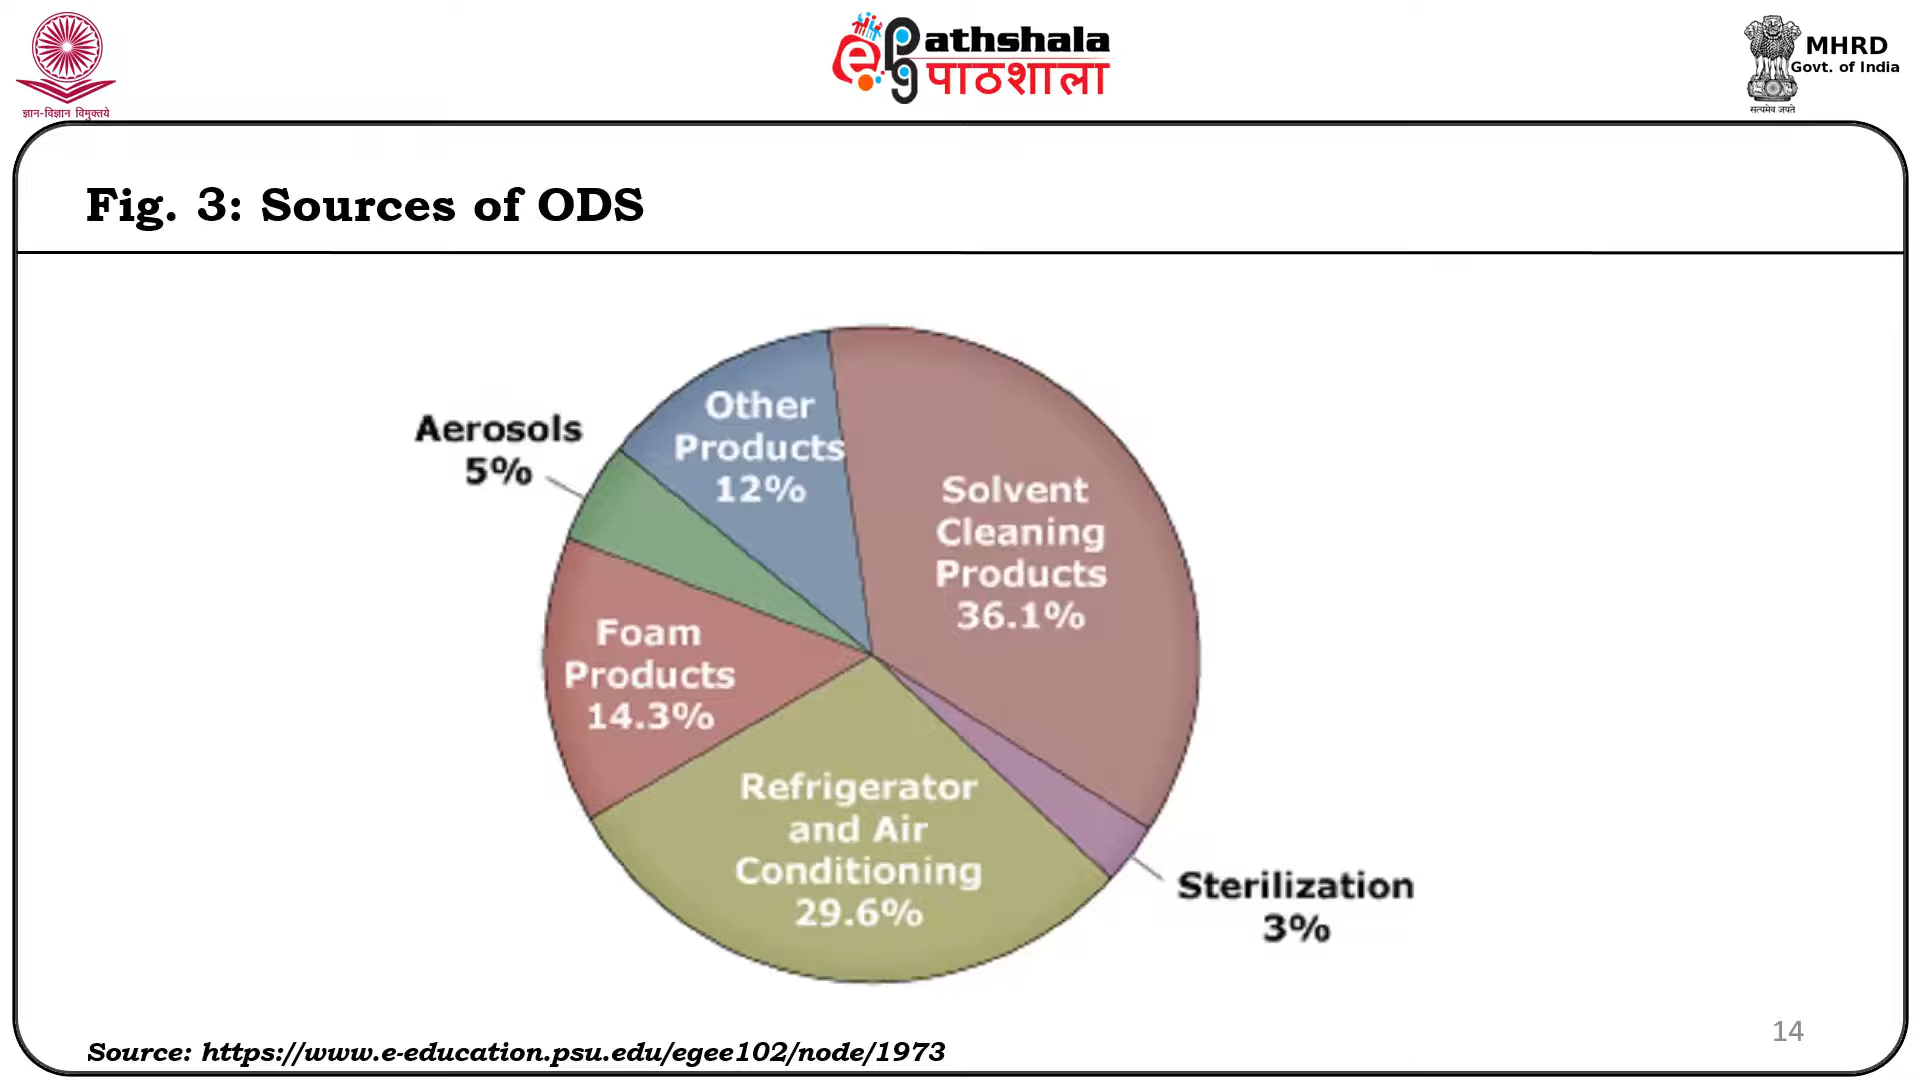 ज्ञान-विज्ञान विमुक्तये
ePathshala
पाठशाला
MHRD
Govt. of India
सत्यमेव जयते
Fig. 3: Sources of ODS
Other
Products
12%
Aerosols
5%
Solvent
Cleaning
Products
36.1%
Foam
Products
14.3%
Refrigerator
and Air
Conditioning
29.6%
Sterilization
3%
14
Source: https://www.e-education.psu.edu/egee102/node/1973